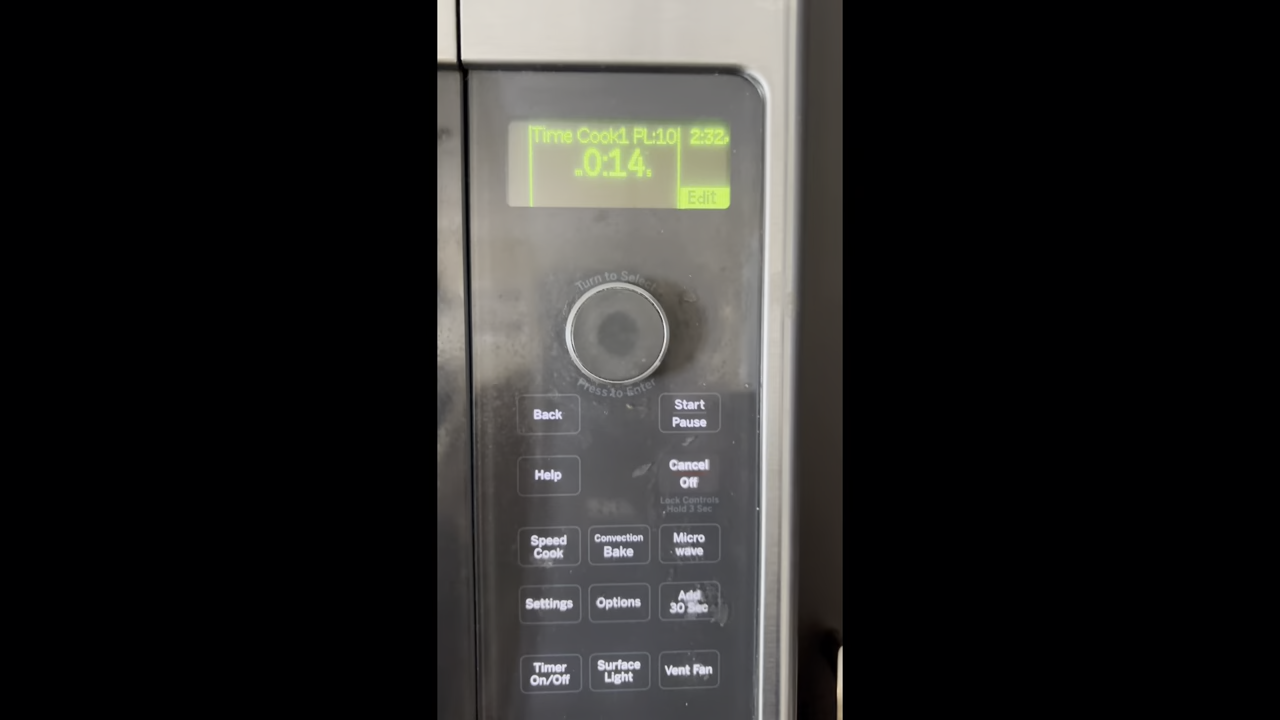 Time Cook1 PL:10 2:32P
M 0:14 S
Edit
Turn to Select
Press to Enter
Back
Start
Pause
Help
Cancel
Off
Lock Controls
Hold 3 Sec
Speed
Cook
Convection
Bake
Micro
wave
Settings
Options
Add
30 Sec
Timer
On/Off
Surface
Light
Vent Fan